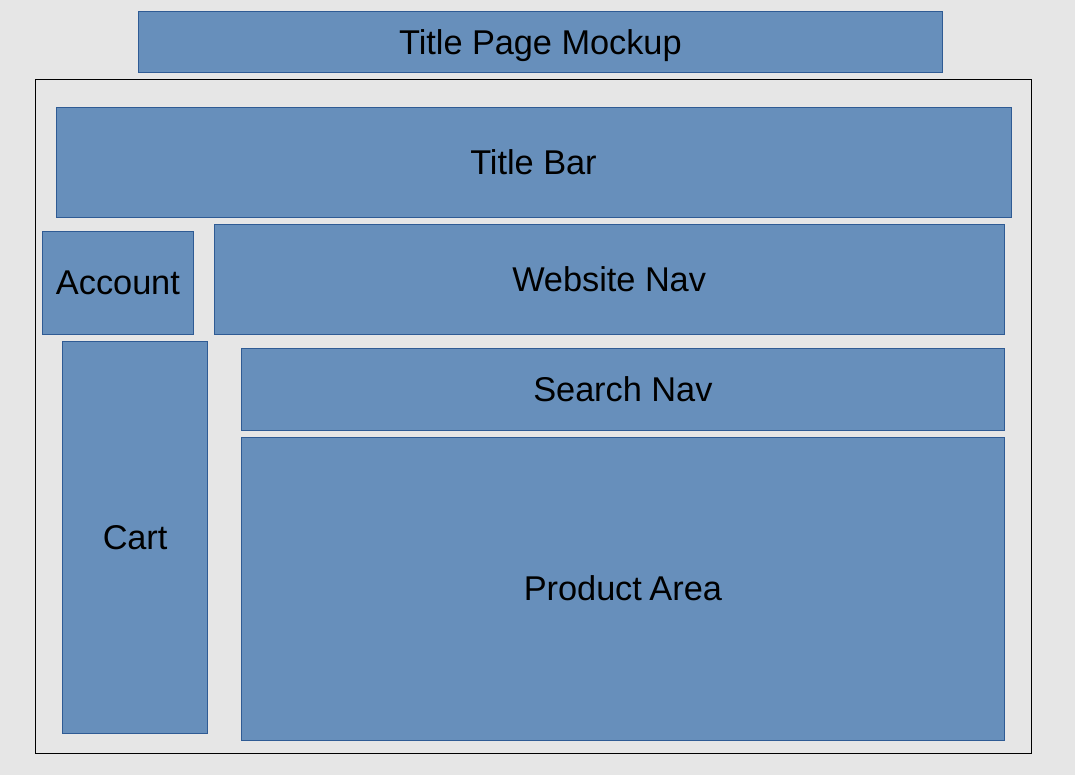 Title Page Mockup
Title Bar
Account
Website Nav
Search Nav
Cart
Product Area